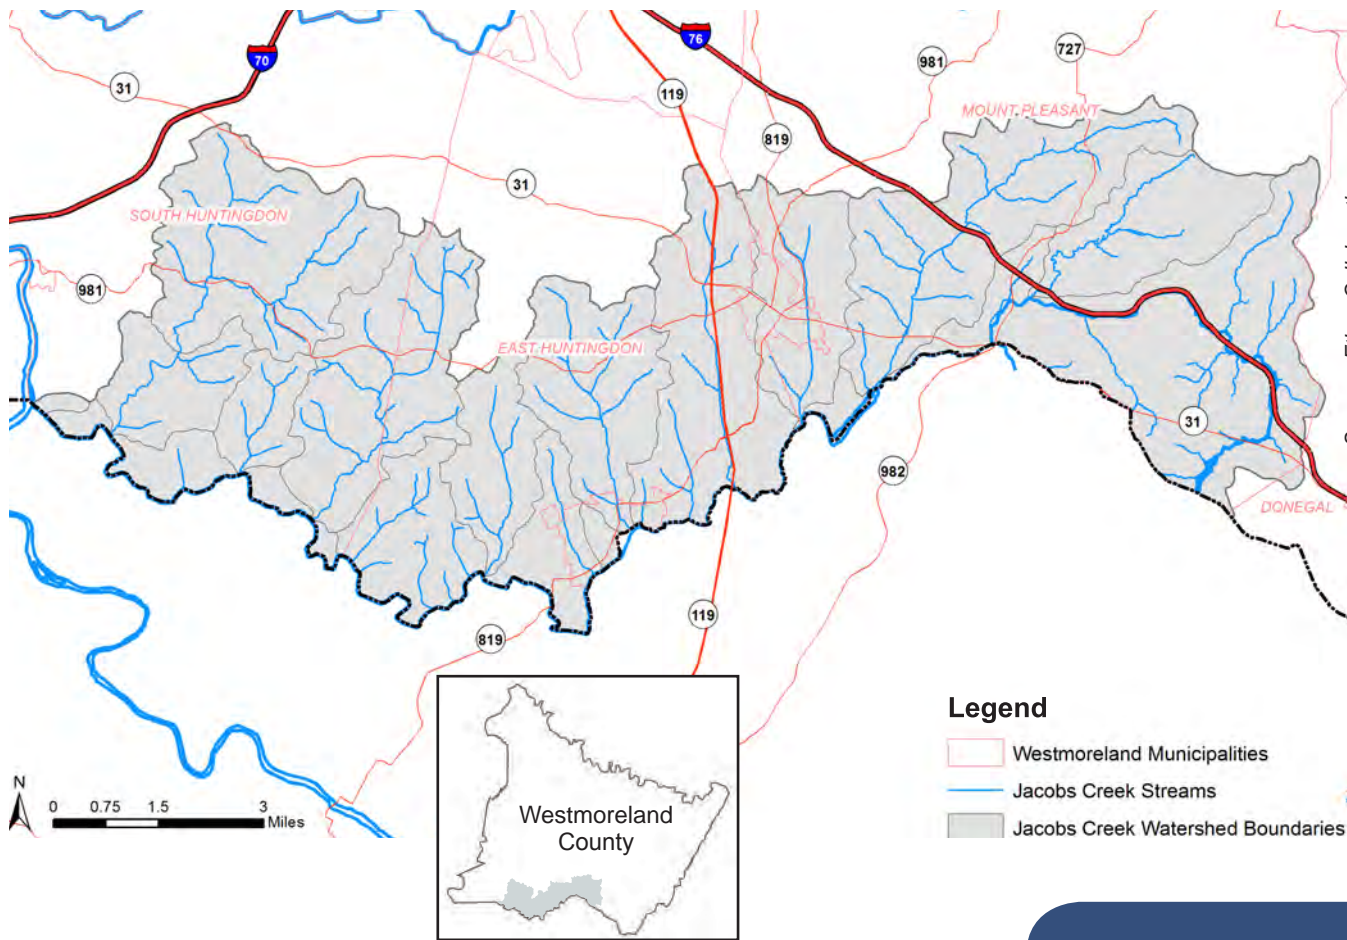 70
76
31
981
727
119
MOUNT PLEASANT
819
31
SOUTH HUNTINGDON
981
EAST HUNTINGDON
31
982
DONEGAL
119
819
Legend
Westmoreland Municipalities
Jacobs Creek Streams
Jacobs Creek Watershed Boundaries
N
0 0.75 1.5 3
Miles
Westmoreland
County